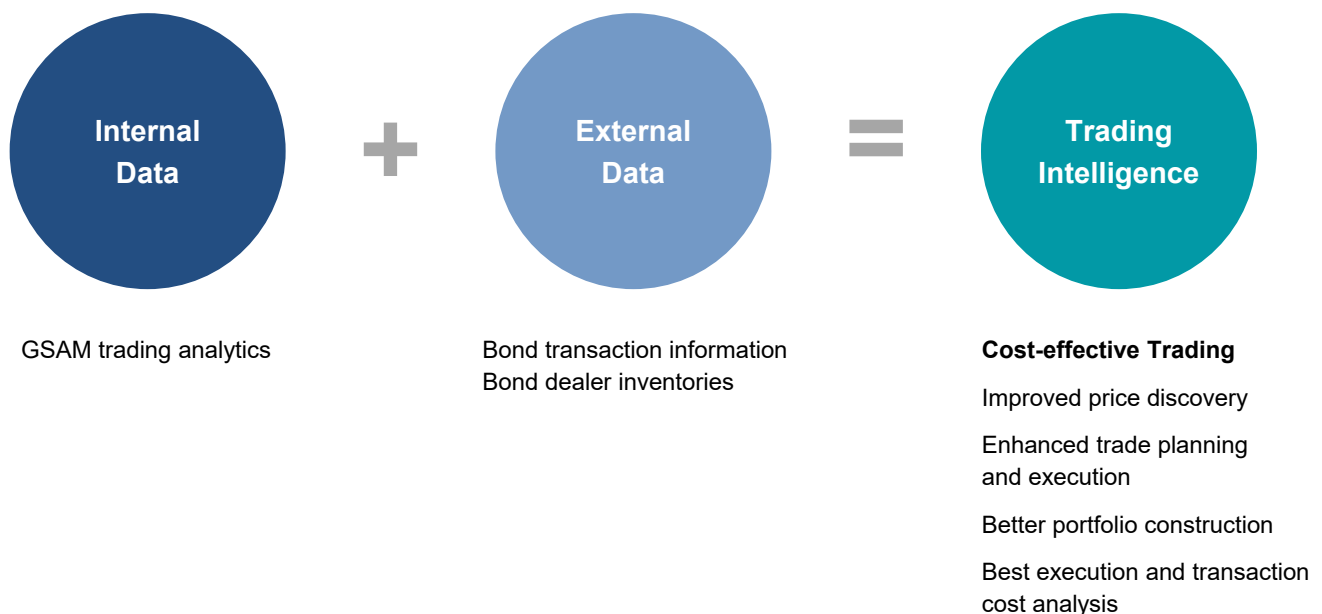 Internal
Data
+
External
Data
=
Trading
Intelligence
GSAM trading analytics
Bond transaction information
Bond dealer inventories
Cost-effective Trading
Improved price discovery
Enhanced trade planning
and execution
Better portfolio construction
Best execution and transaction
cost analysis